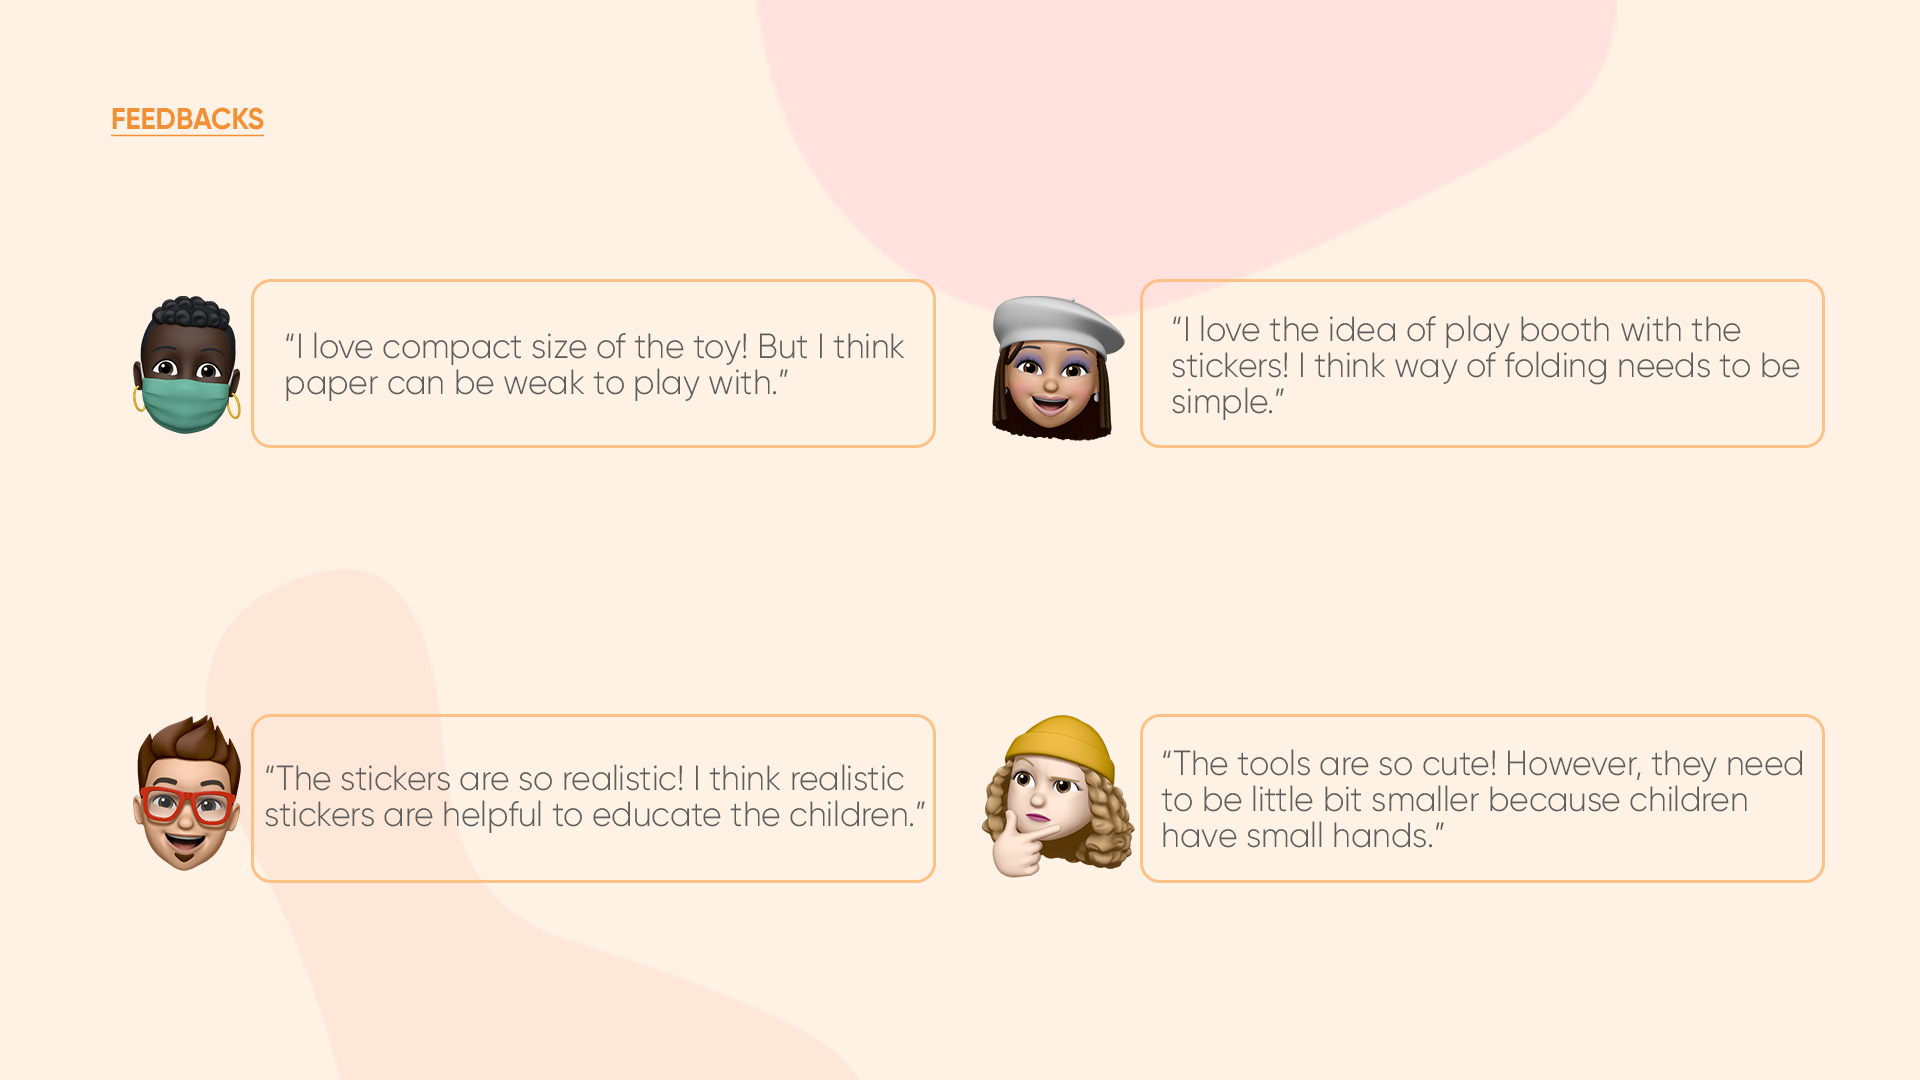 FEEDBACKS
“I love compact size of the toy! But I think
paper can be weak to play with.”
“I love the idea of play booth with the
stickers! I think way of folding needs to be
simple.”
“The stickers are so realistic! I think realistic
stickers are helpful to educate the children.”
“The tools are so cute! However, they need
to be little bit smaller because children
have small hands.”